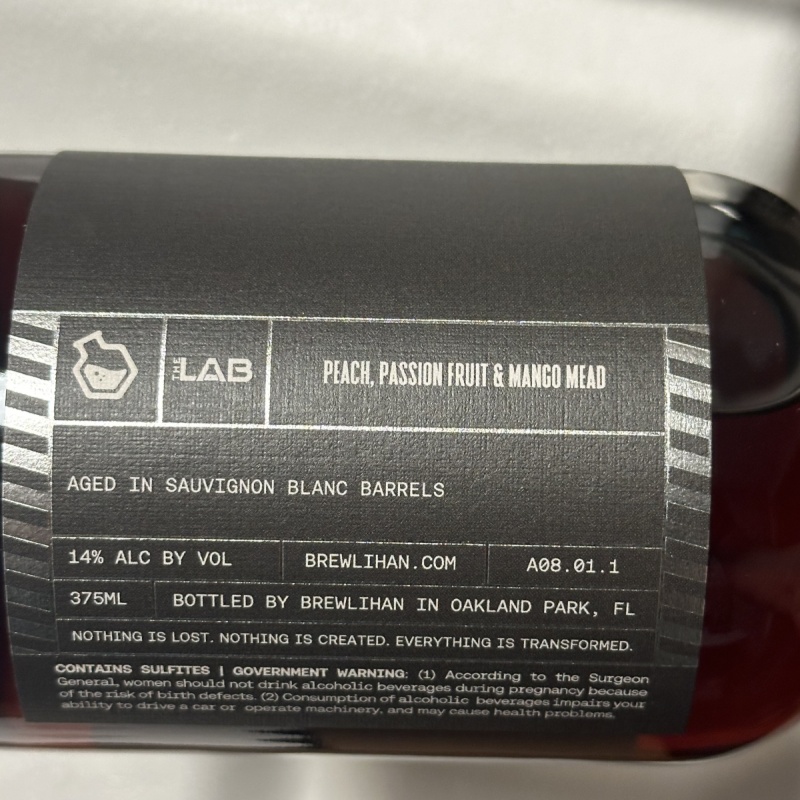 THE LAB
PEACH, PASSION FRUIT & MANGO MEAD
AGED IN SAUVIGNON BLANC BARRELS
14% ALC BY VOL
BREWLIHAN.COM
A08.01.1
375ML
BOTTLED BY BREWLIHAN IN OAKLAND PARK, FL
NOTHING IS LOST. NOTHING IS CREATED. EVERYTHING IS TRANSFORMED.
CONTAINS SULFITES | GOVERNMENT WARNING: (1) According to the Surgeon
General, women should not drink alcoholic beverages during pregnancy because
of the risk of birth defects. (2) Consumption of alcoholic beverages impairs your
ability to drive a car or operate machinery, and may cause health problems.